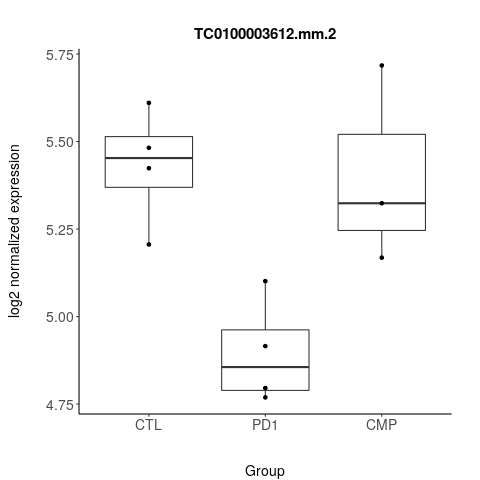 TC0100003612.mm.2
log2 normalized expression
5.75
5.50
5.25
5.00
4.75
CTL PD1 CMP
Group